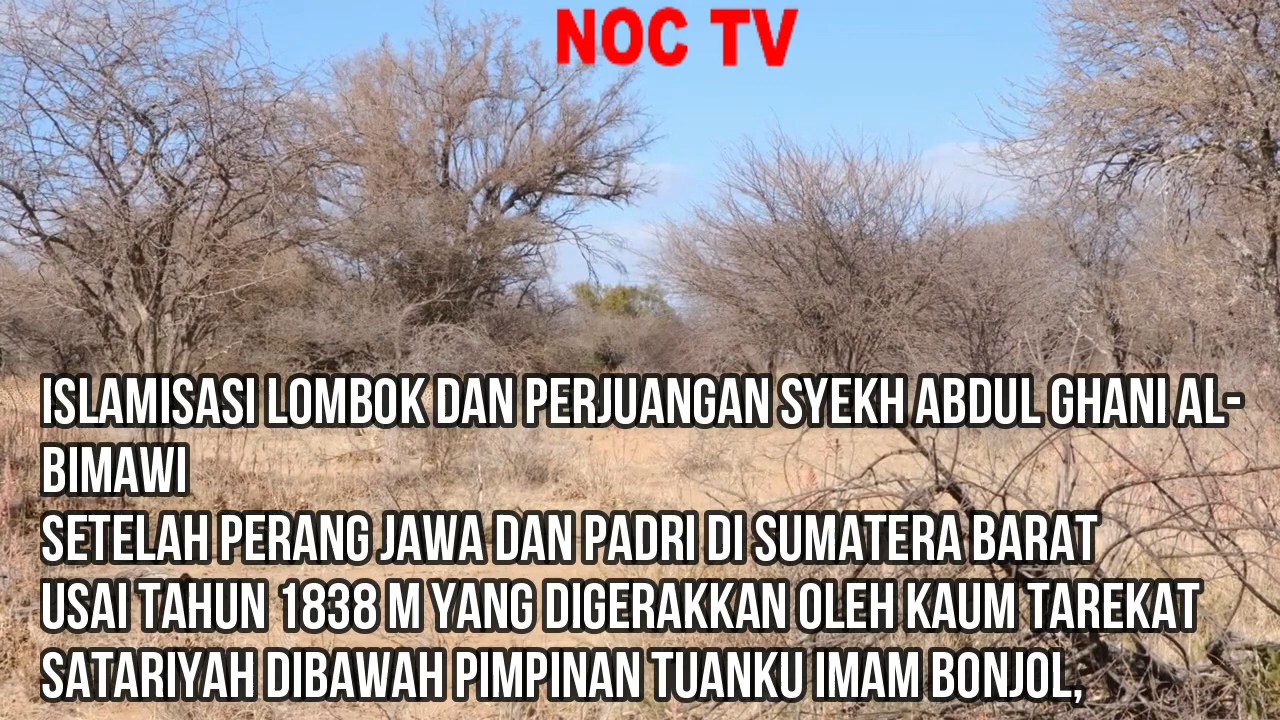 NOC TV
ISLAMISASI LOMBOK DAN PERJUANGAN SYEKH ABDUL GHANI AL-
BIMAWI
SETELAH PERANG JAWA DAN PADRI DI SUMATERA BARAT
USAI TAHUN 1838 M YANG DIGERAKKAN OLEH KAUM TAREKAT
SATARIYAH DIBAWAH PIMPINAN TUANKU IMAM BONJOL,